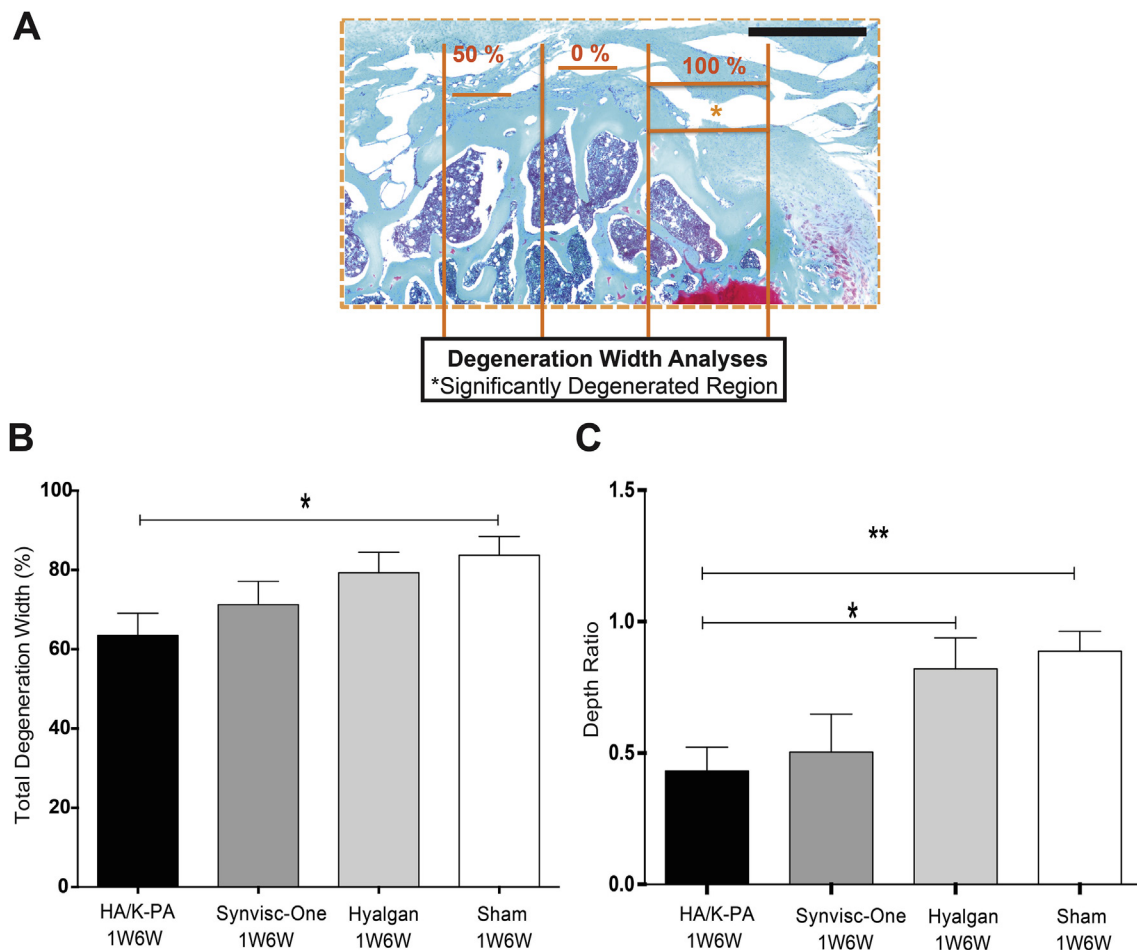 A
50 %
0 %
100 %
*
Degeneration Width Analyses
*Significantly Degenerated Region
B
Total Degeneration Width (%)
100
80
60
40
20
0
*
HA/K-PA
1W6W
Synvisc-One
1W6W
Hyalgan
1W6W
Sham
1W6W
C
Depth Ratio
1.5
1.0
0.5
0.0
**
*
HA/K-PA
1W6W
Synvisc-One
1W6W
Hyalgan
1W6W
Sham
1W6W